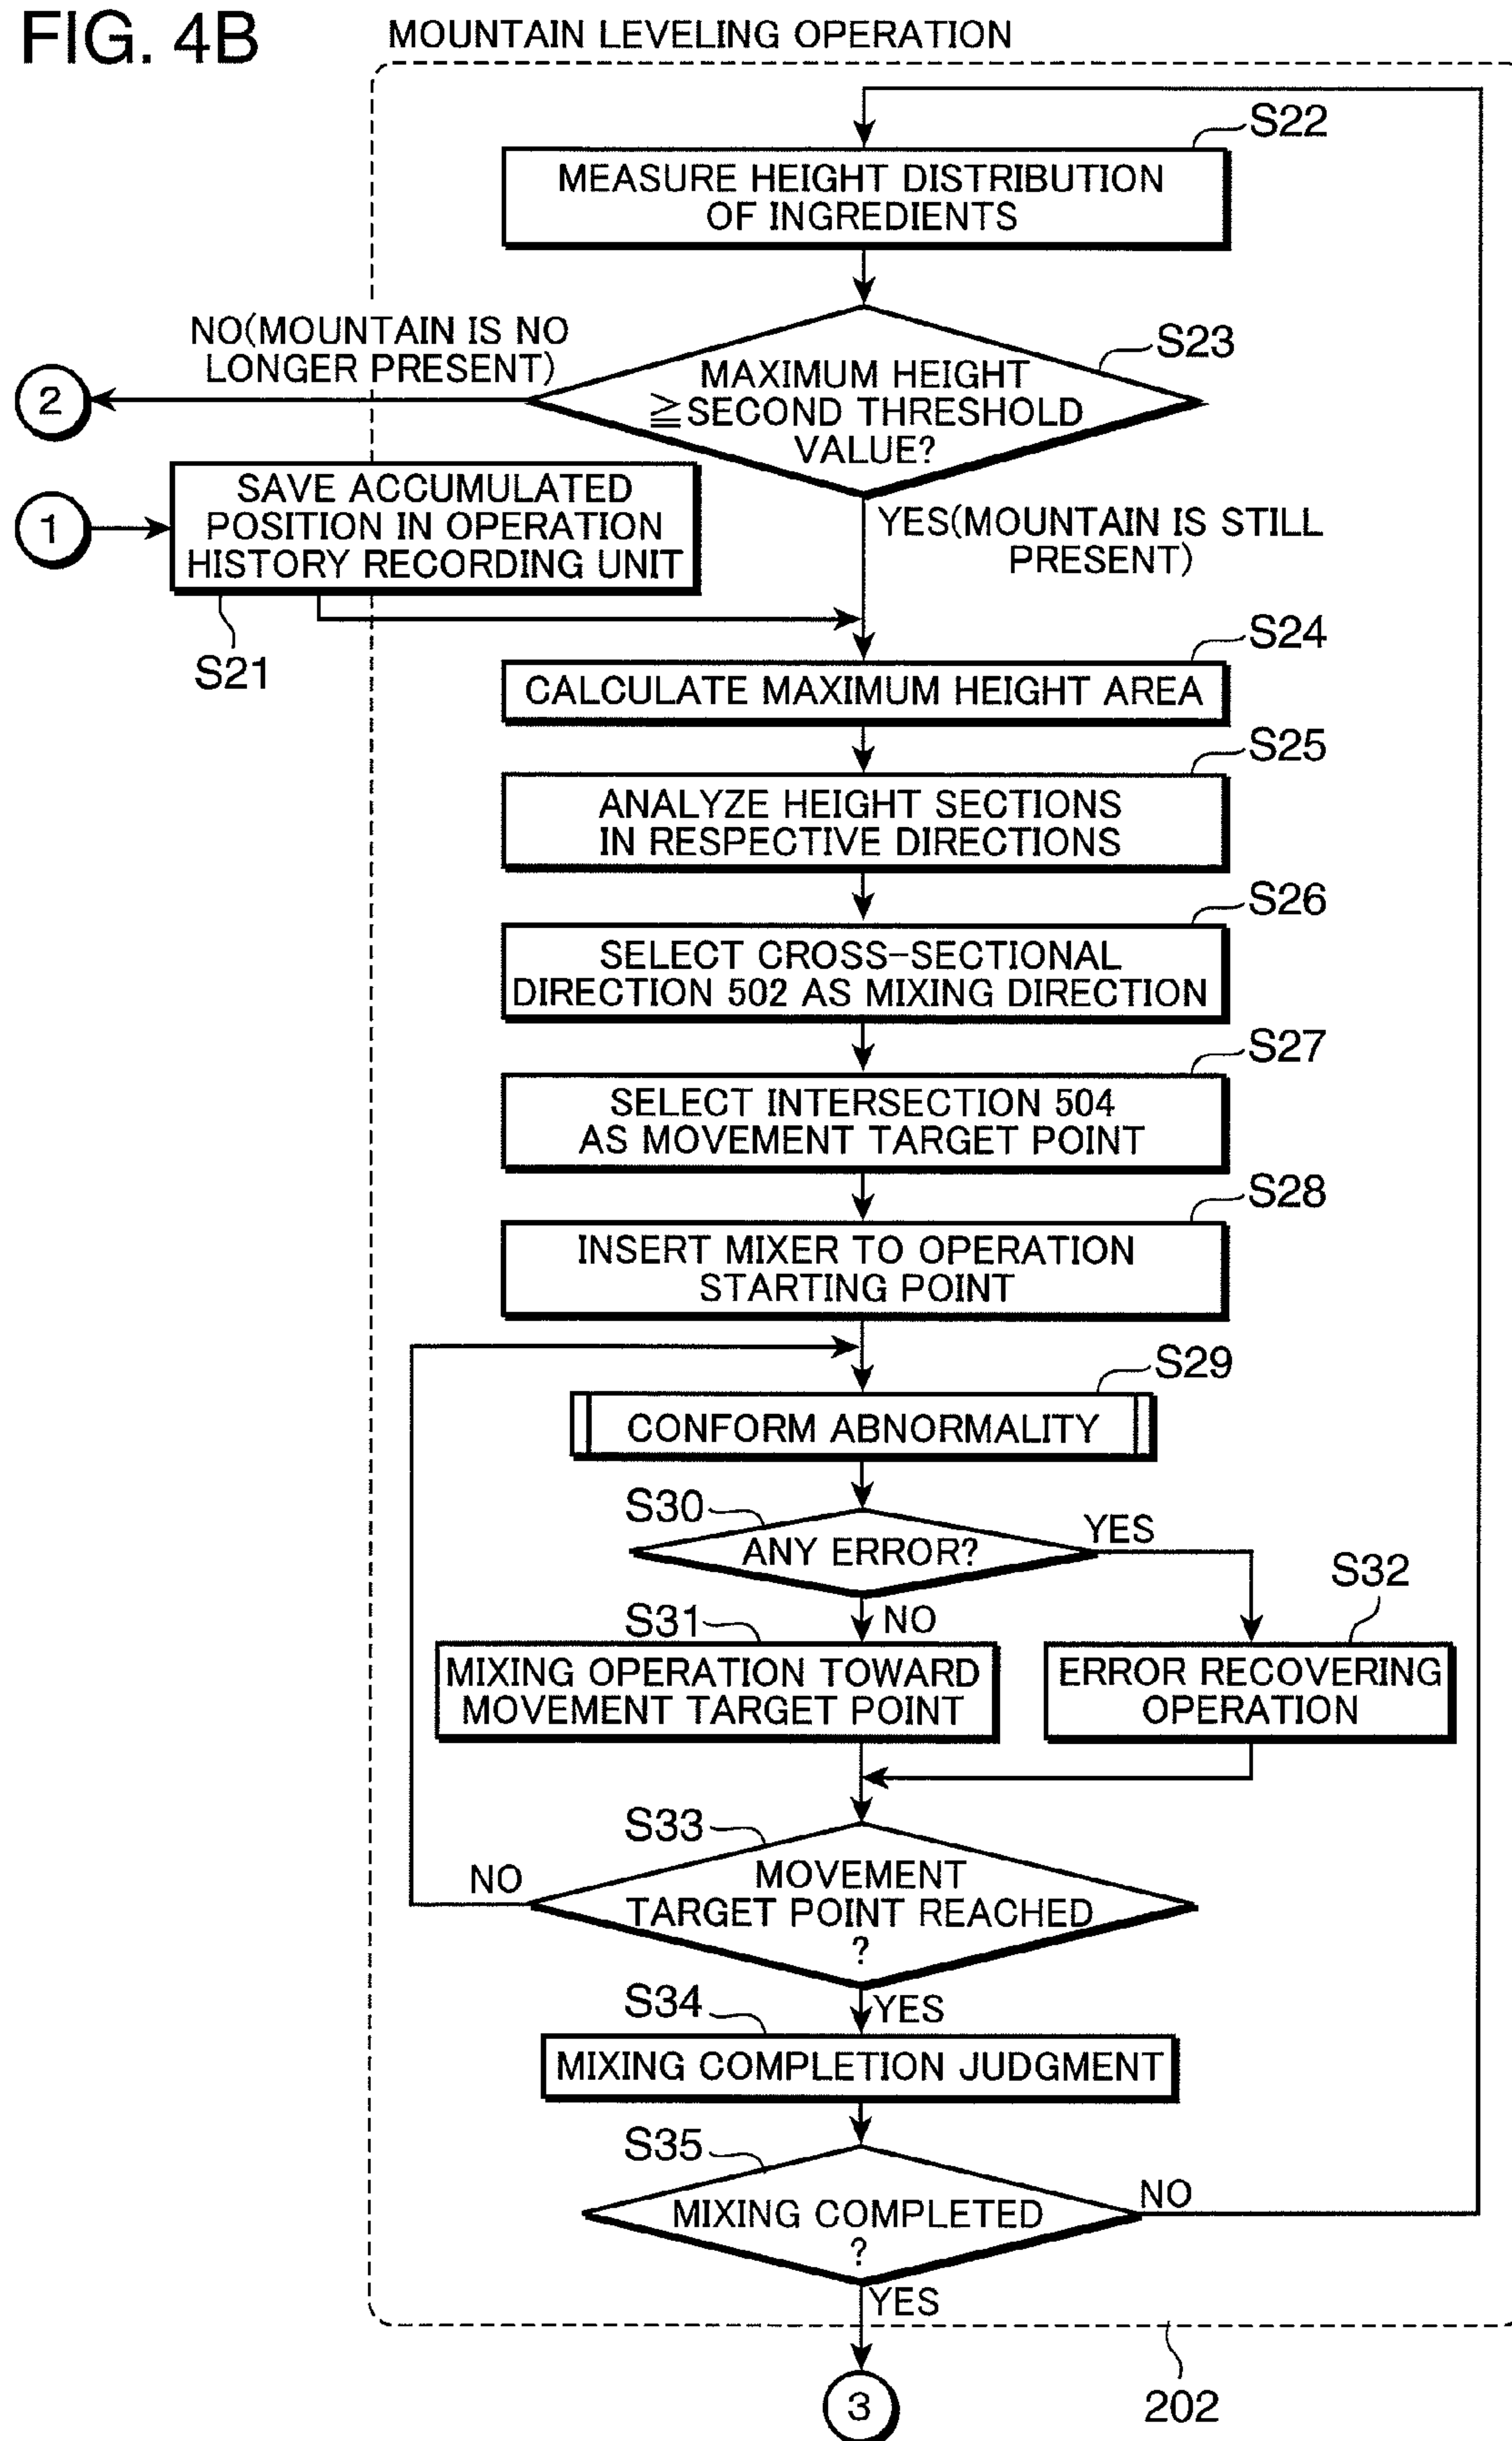 FIG. 4B
MOUNTAIN LEVELING OPERATION
S22
MEASURE HEIGHT DISTRIBUTION
OF INGREDIENTS
NO(MOUNTAIN IS NO
LONGER PRESENT)
S23
MAXIMUM HEIGHT
≧SECOND THRESHOLD
VALUE?
2
SAVE ACCUMULATED
POSITION IN OPERATION
HISTORY RECORDING UNIT
1
YES(MOUNTAIN IS STILL
PRESENT)
S21
S24
CALCULATE MAXIMUM HEIGHT AREA
S25
ANALYZE HEIGHT SECTIONS
IN RESPECTIVE DIRECTIONS
S26
SELECT CROSS-SECTIONAL
DIRECTION 502 AS MIXING DIRECTION
S27
SELECT INTERSECTION 504
AS MOVEMENT TARGET POINT
S28
INSERT MIXER TO OPERATION
STARTING POINT
S29
CONFORM ABNORMALITY
S30
ANY ERROR?
YES
NO
S31
MIXING OPERATION TOWARD
MOVEMENT TARGET POINT
S32
ERROR RECOVERING
OPERATION
S33
NO
MOVEMENT
TARGET POINT REACHED
?
YES
S34
MIXING COMPLETION JUDGMENT
S35
MIXING COMPLETED
?
NO
YES
202
3